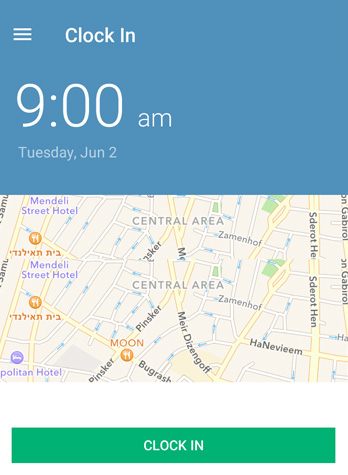 Clock In
9:00 am
Tuesday, Jun 2
Mendeli
Street Hotel
CENTRAL AREA
Zamenhof
Sderot He
on Gabirol
בית תאילנדי
Mendeli
Street Hotel
CENTRAL AREA
Zamenhof
Pinsker
בית תאילנדי
Pinsker
Meir Dizengoff
Sderot Hen
MOON
HaNevieem
politan Hotel
Pinsker
Bugrash
CLOCK IN